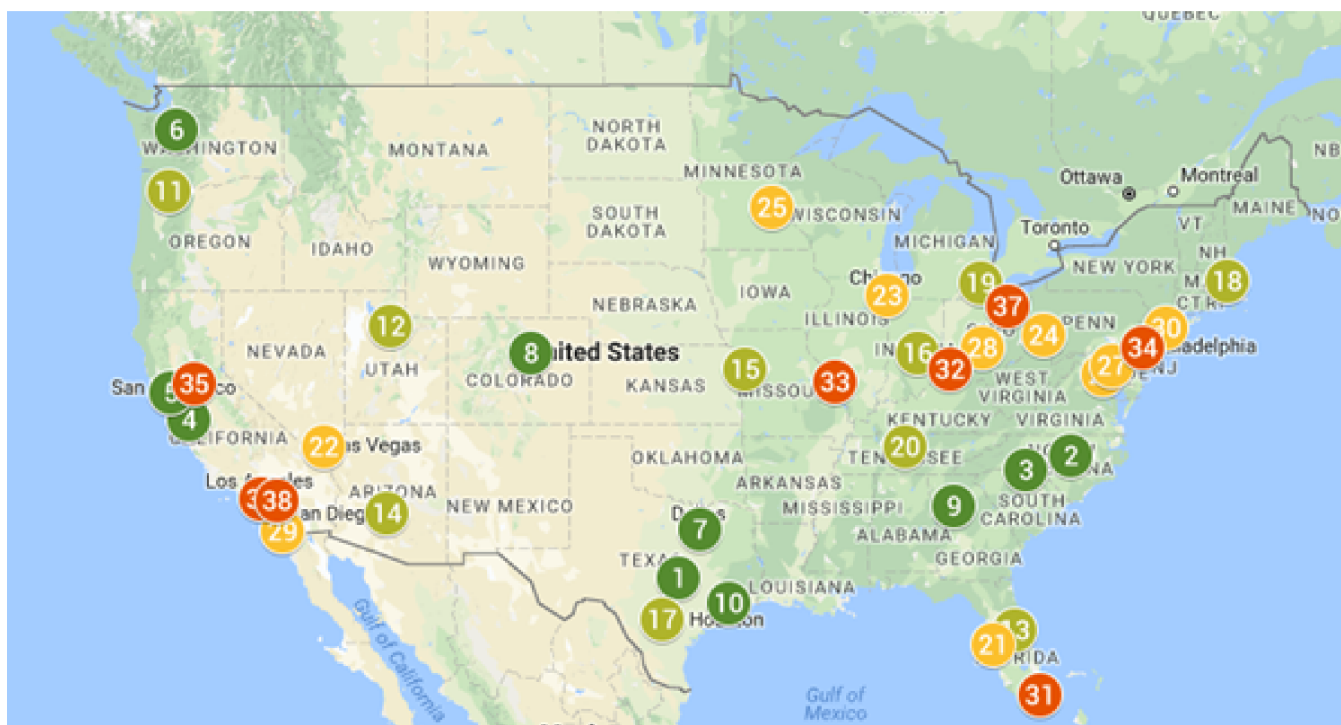 QUEBEC
6
WASHINGTON
NORTH
DAKOTA
MONTANA
MINNESOTA
Ottawa
Montreal
11
25
WISCONSIN
MAINE
VT
SOUTH
DAKOTA
OREGON
IDAHO
MICHIGAN
Toronto
NH
WYOMING
NEW YORK
18
19
23
IOWA
37
NEBRASKA
ILLINOIS
12
24
PENN
30
NEVADA
8
United States
16
28
34
UTAH
COLORADO
15
KANSAS
32
27
NJ
35
33
WEST
VIRGINIA
5
San
4
KENTUCKY
VIRGINIA
CALIFORNIA
22
Las Vegas
20
OKLAHOMA
TENNESSEE
2
3
ARKANSAS
Los Angeles
ARIZONA
38
14
NEW MEXICO
MISSISSIPPI
9
SOUTH
CAROLINA
San Diego
29
7
ALABAMA
GEORGIA
TEXAS
1
LOUISIANA
10
17
Houston
13
21
FLORIDA
31
Gulf of California
Gulf of
Mexico